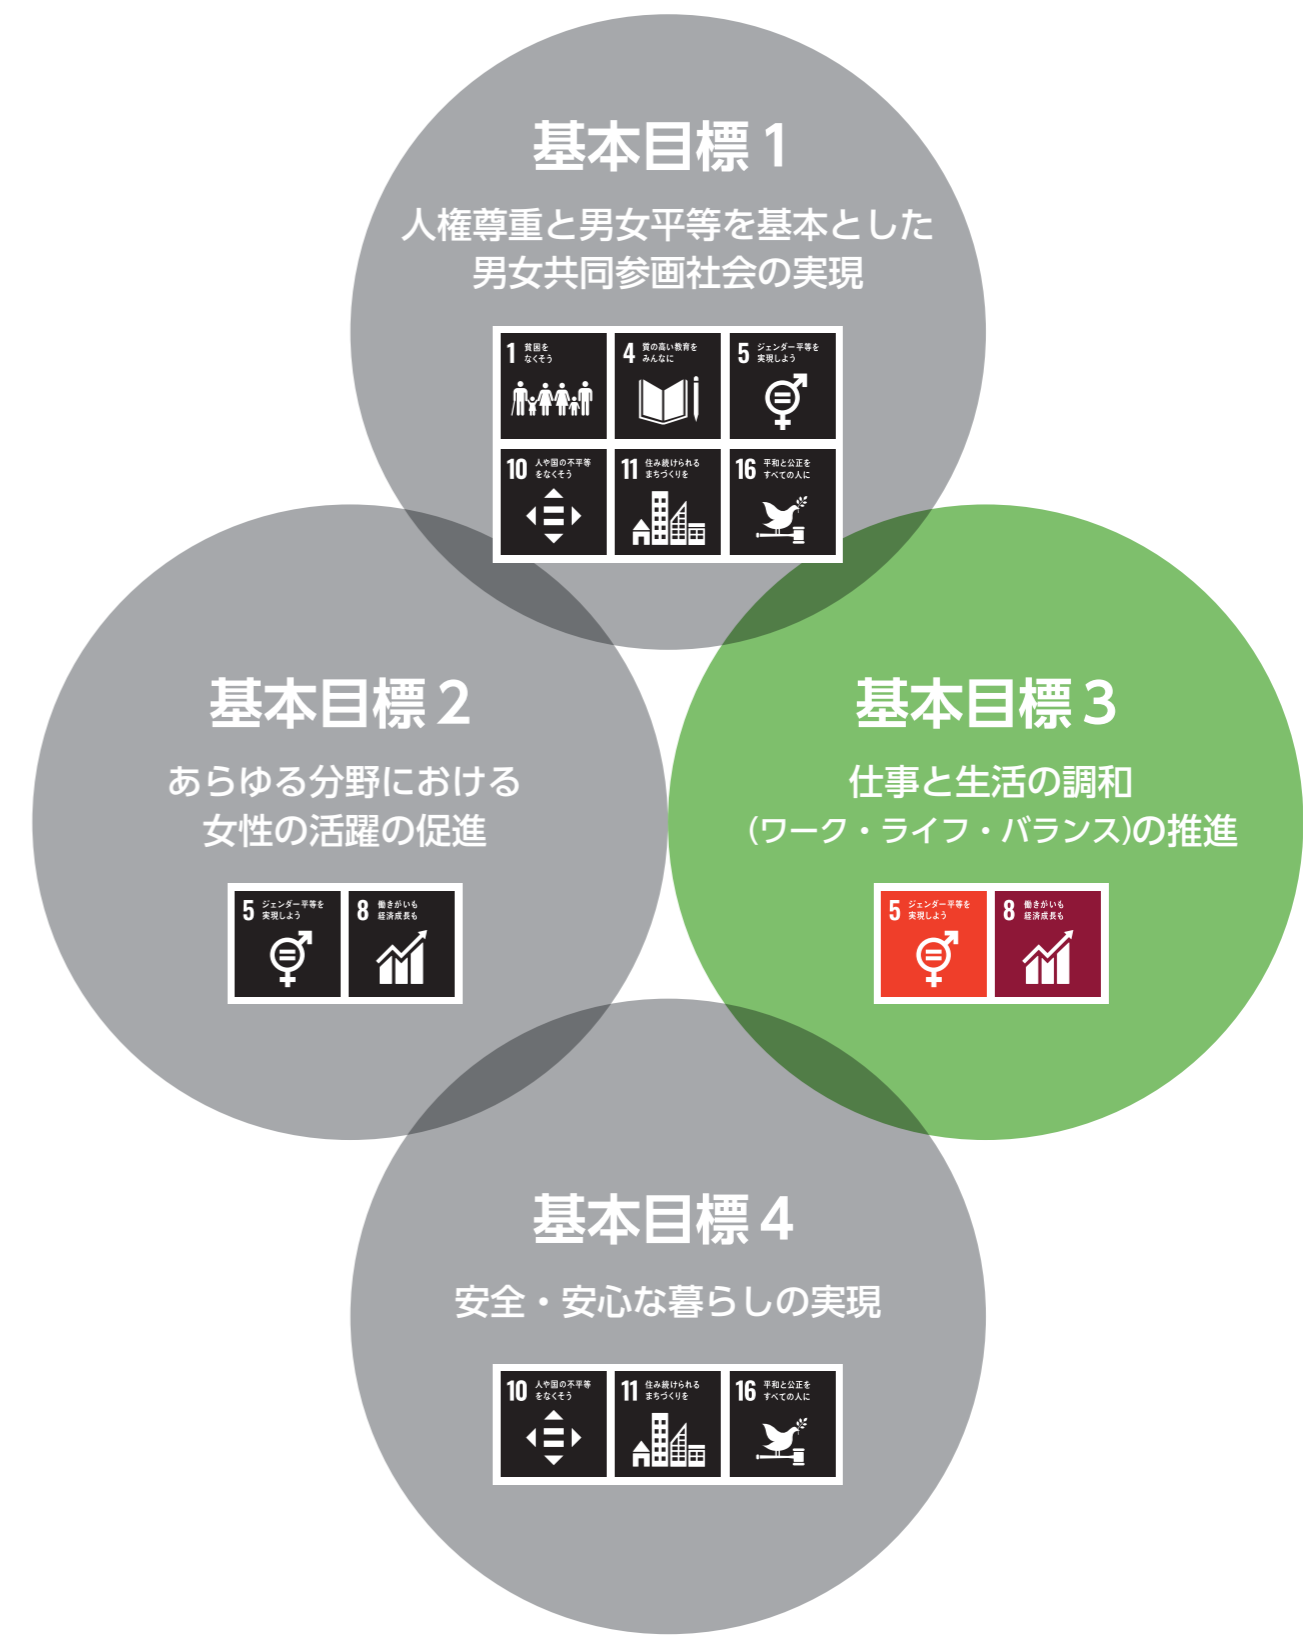 基本目標1
人権尊重と男女平等を基本とした
男女共同参画社会の実現
1 貧困を
なくそう
4 質の高い教育を
みんなに
5 ジェンダー平等を
実現しよう
10 人や国の不平等
をなくそう
11 住み続けられる
まちづくりを
16 平和と公正を
すべての人に
基本目標2
あらゆる分野における
女性の活躍の促進
5 ジェンダー平等を
実現しよう
8 働きがいも
経済成長も
基本目標3
仕事と生活の調和
(ワーク・ライフ・バランス)の推進
5 ジェンダー平等を
実現しよう
8 働きがいも
経済成長も
基本目標4
安全・安心な暮らしの実現
10 人や国の不平等
をなくそう
11 住み続けられる
まちづくりを
16 平和と公正を
すべての人に